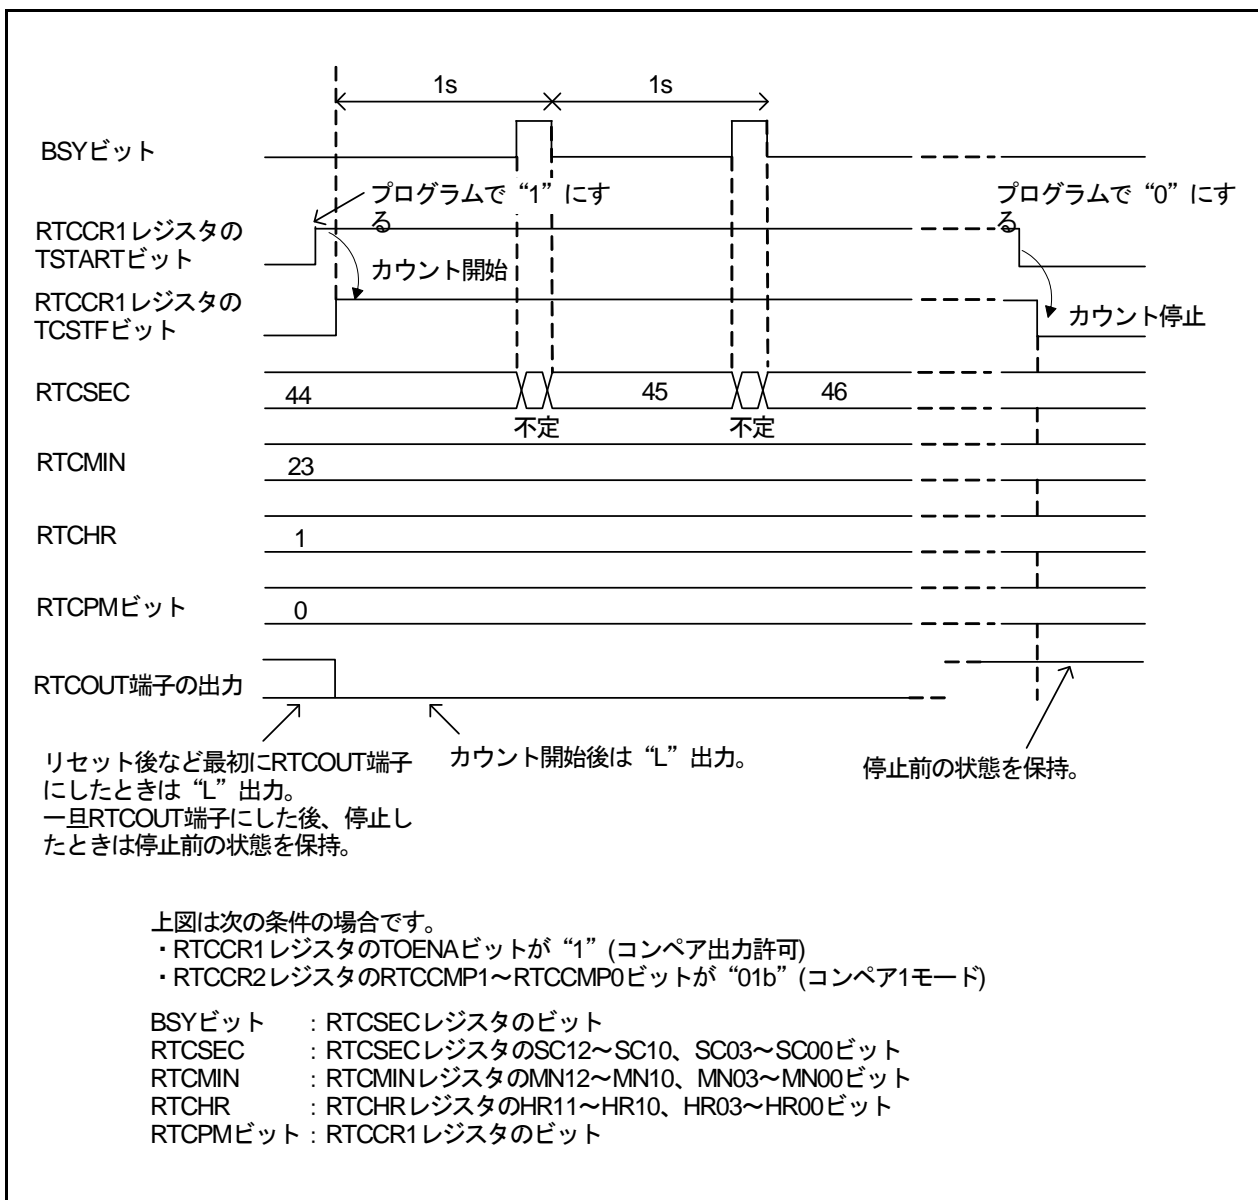 1s
1s
BSYビット
プログラムで“1”にす
る
プログラムで“0”にす
る
RTCCR1レジスタの
TSTARTビット
カウント開始
RTCCR1レジスタの
TCSTFビット
カウント停止
RTCSEC
44
45
46
不定
不定
RTCMIN
23
RTCHR
1
RTCPMビット
0
RTCOUT端子の出力
リセット後など最初にRTCOUT端子
にしたときは“L”出力。
一旦RTCOUT端子にした後、停止し
たときは停止前の状態を保持。
カウント開始後は“L”出力。
停止前の状態を保持。
上図は次の条件の場合です。
・RTCCR1レジスタのTOENAビットが“1”(コンペア出力許可)
・RTCCR2レジスタのRTCCMP1～RTCCMP0ビットが“01b”(コンペア1モード)
BSYビット : RTCSECレジスタのビット
RTCSEC : RTCSECレジスタのSC12～SC10、SC03～SC00ビット
RTCMIN : RTCMINレジスタのMN12～MN10、MN03～MN00ビット
RTCHR : RTCHRレジスタのHR11～HR10、HR03～HR00ビット
RTCPMビット : RTCCR1レジスタのビット